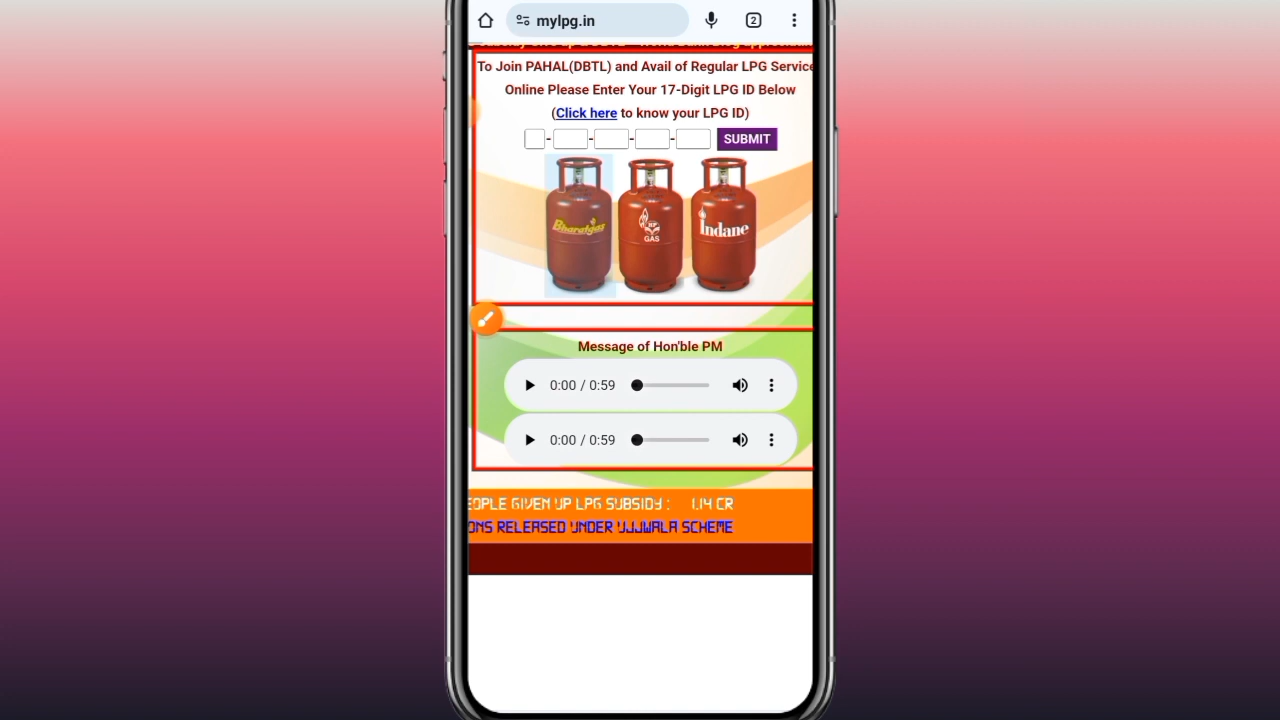 mylpg.in
2
To Join PAHAL(DBTL) and Avail of Regular LPG Service
Online Please Enter Your 17-Digit LPG ID Below
(Click here to know your LPG ID)
- - - - SUBMIT
Bharatgas
HP GAS
Indane
Message of Hon'ble PM
0:00 / 0:59
0:00 / 0:59
EOPLE GIVEN UP LPG SUBSIDY : 1.14 CR
ONS RELEASED UNDER UJJWALA SCHEME